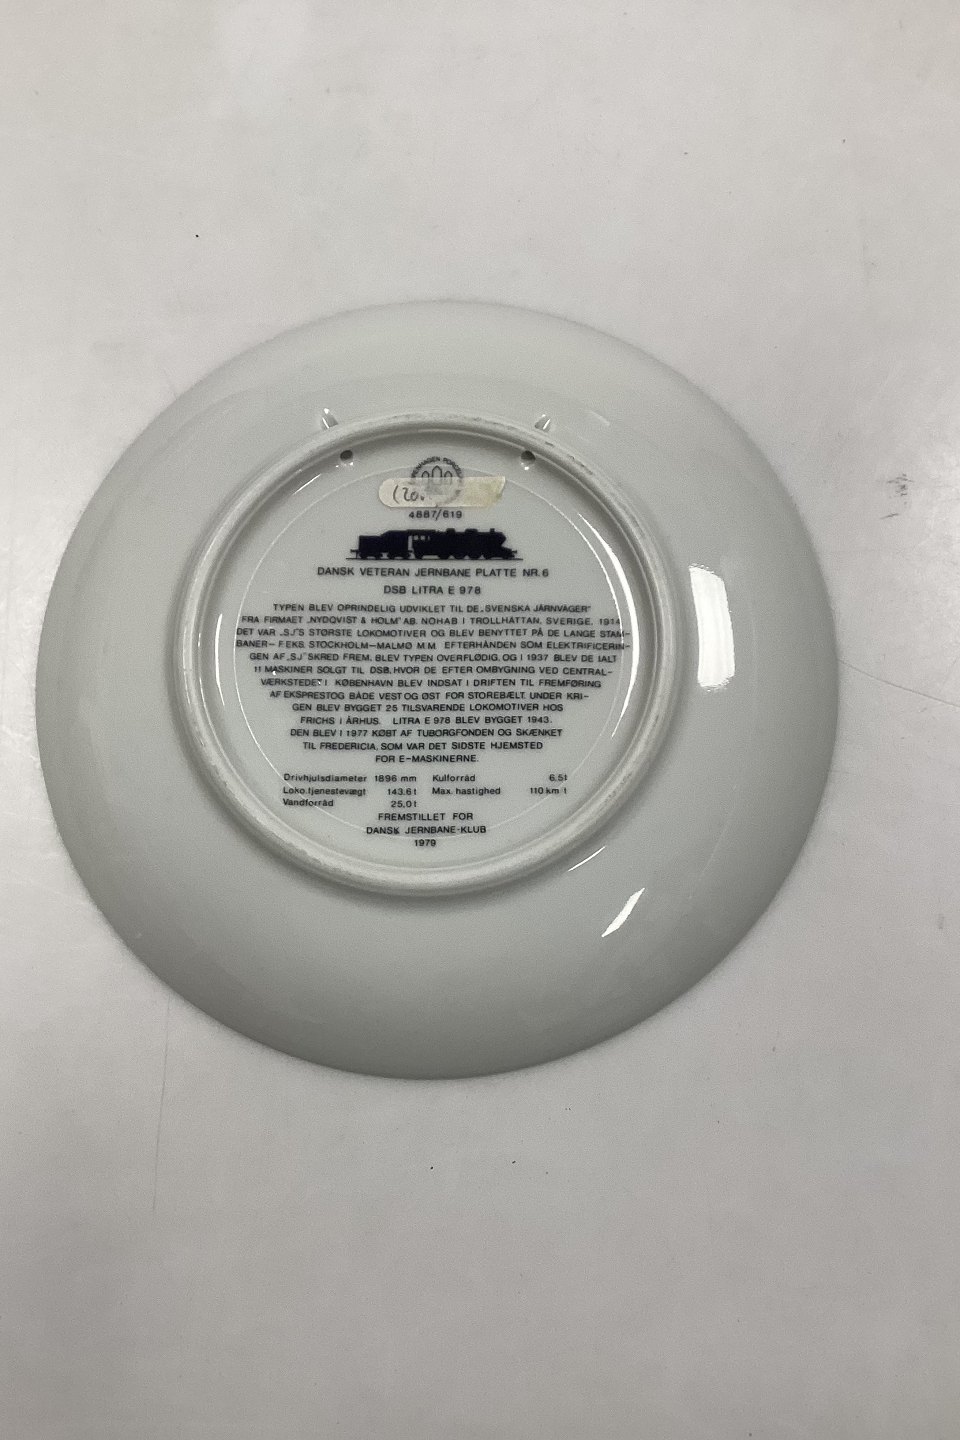 COPENHAGEN PORCELAIN
(20
4887/619
DANSK VETERAN JERNBANE PLATTE NR. 6
DSB LITRA E 978
TYPEN BLEV OPRINDELIG UDVIKLET TIL DE „SVENSKA JÄRNVÄGER"
FRA FIRMAET „NYDQVIST & HOLM" AB. NOHAB I TROLLHÄTTAN, SVERIGE, 1914
DET VAR „SJ'S STØRSTE LOKOMOTIVER OG BLEV BENYTTET PÅ DE LANGE STAM-
BANER- F.EKS. STOCKHOLM-MALMØ M.M. EFTERHÅNDEN SOM ELEKTRIFICERIN-
GEN AF „SJ" SKRED FREM, BLEV TYPEN OVERFLØDIG, OG I 1937 BLEV DE IALT
11 MASKINER SOLGT TIL DSB, HVOR DE EFTER OMBYGNING VED CENTRAL-
VÆRKSTEDET I KØBENHAVN BLEV INDSAT I DRIFTEN TIL FREMFØRING
AF EKSPRESTOG BÅDE VEST OG ØST FOR STOREBÆLT. UNDER KRI-
GEN BLEV BYGGET 25 TILSVARENDE LOKOMOTIVER HOS
FRICHS I ÅRHUS. LITRA E 978 BLEV BYGGET 1943.
DEN BLEV I 1977 KØBT AF TUBORGFONDEN OG SKÆNKET
TIL FREDERICIA, SOM VAR DET SIDSTE HJEMSTED
FOR E-MASKINERNE.
Drivhjulsdiameter 1896 mm Kulforråd 6.5 t
Loko.tjenestevægt 143.6 t Max. hastighed 110 km t
Vandforråd 25,0 t
FREMSTILLET FOR
DANSK JERNBANE-KLUB
1979